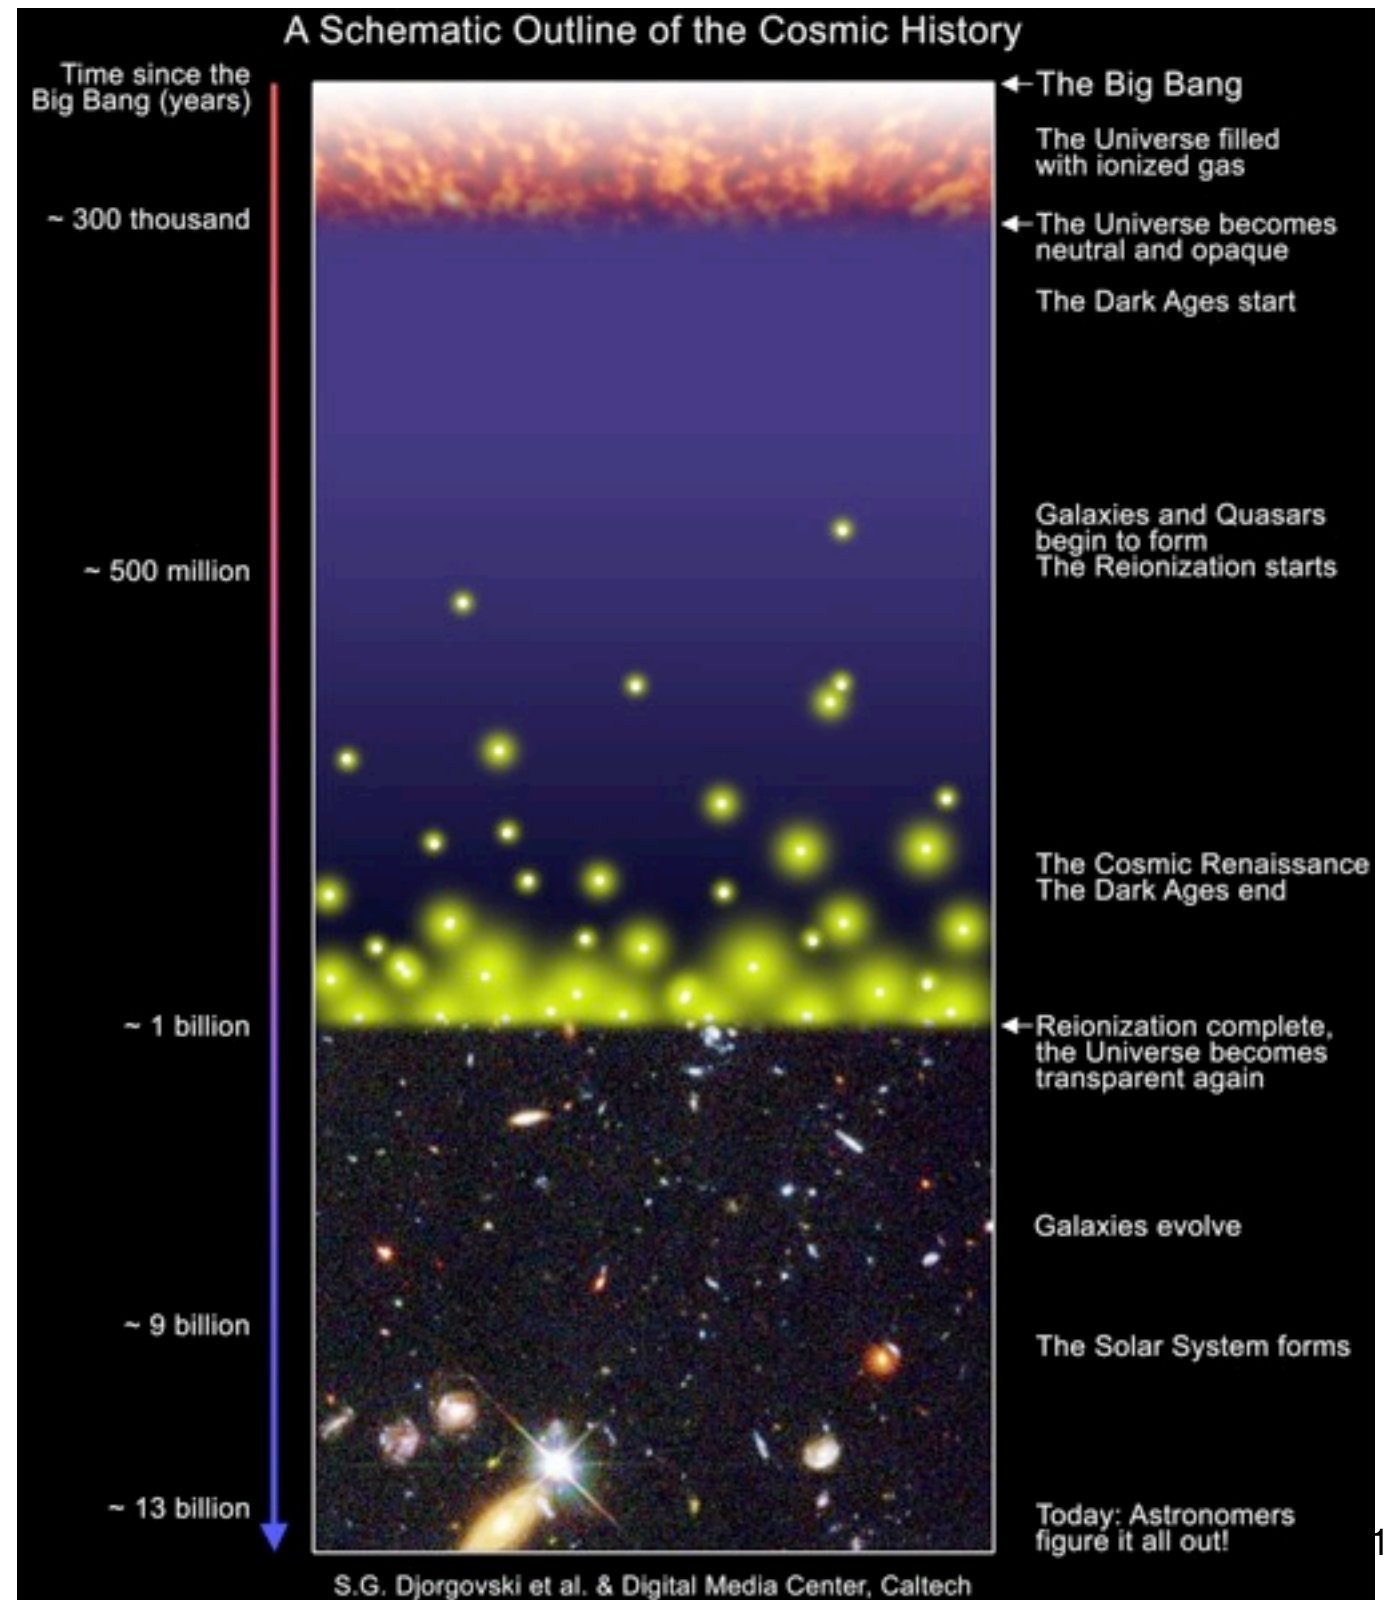 A Schematic Outline of the Cosmic History
Time since the
Big Bang (years)
The Big Bang
The Universe filled
with ionized gas
~ 300 thousand
The Universe becomes
neutral and opaque
The Dark Ages start
Galaxies and Quasars
begin to form
~ 500 million
The Reionization starts
The Cosmic Renaissance
The Dark Ages end
~ 1 billion
Reionization complete,
the Universe becomes
transparent again
Galaxies evolve
~ 9 billion
The Solar System forms
~ 13 billion
Today: Astronomers
figure it all out!
1
S.G. Djorgovski et al. & Digital Media Center, Caltech